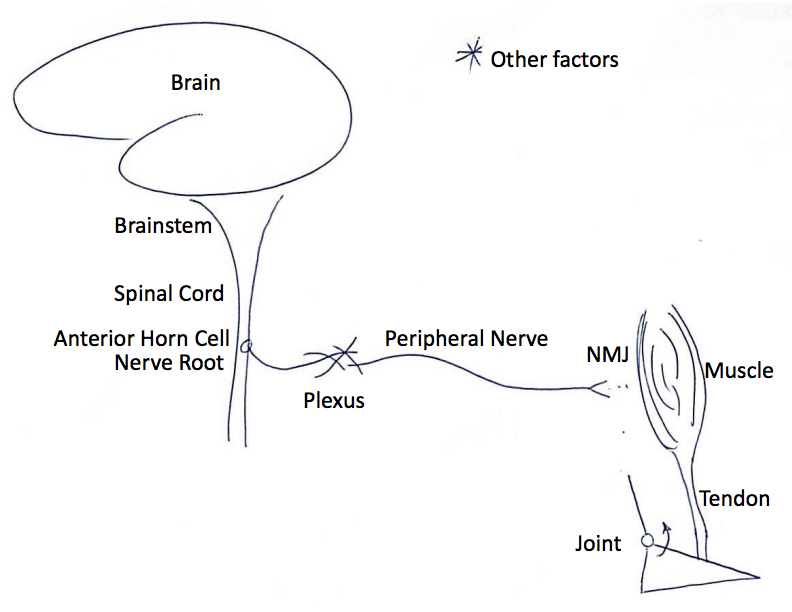 Brain
Other factors
Brainstem
Spinal Cord
Anterior Horn Cell
Nerve Root
Plexus
Peripheral Nerve
NMJ
Muscle
Tendon
Joint